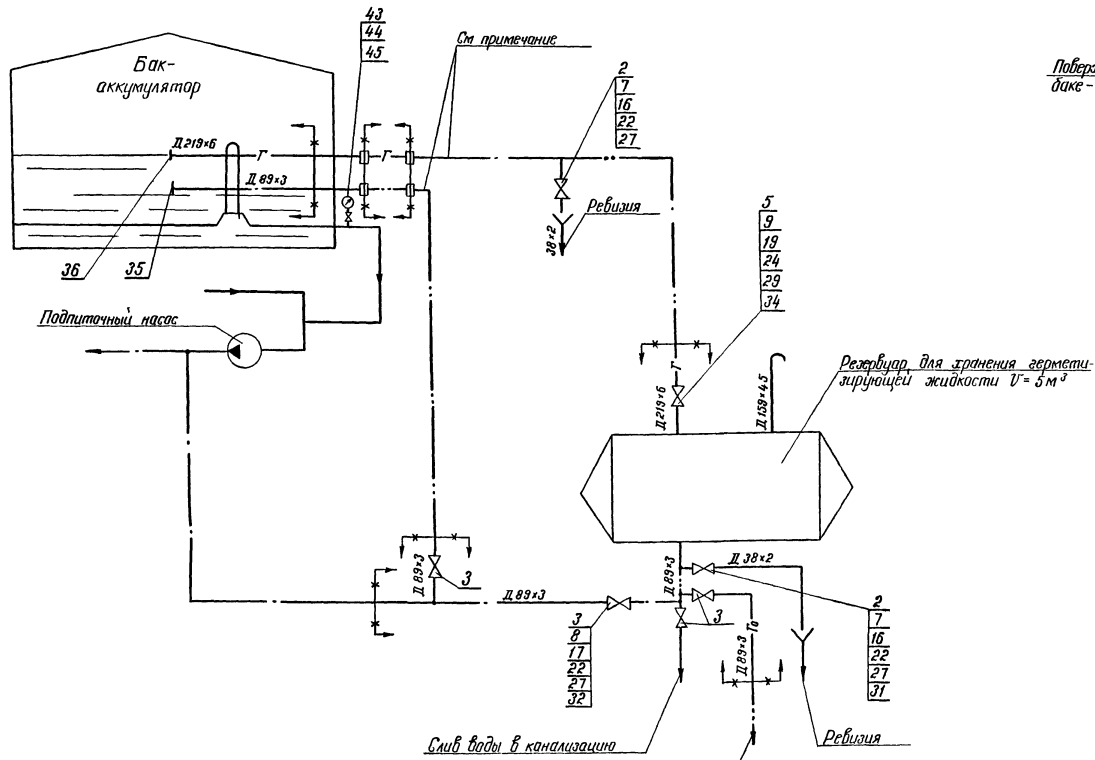 43
44
45
См примечание
Бак-
аккумулятор
2
7
16
22
27
Повер
баке -
Д 219×6
Г
Г
Д 89×3
Ревизия
38×2
5
9
19
24
29
34
36
35
Подпиточный насос
Г
Резервуар для хранения гермети-
зирующей жидкости V = 5 м³
Д 219×6
Д 159×4.5
Д 89×3
3
Д 89×3
Д 89×3
Д 38×2
3
3
8
17
22
27
32
Д 89×3
Го
2
7
16
22
27
31
Слив воды в канализацию
Ревизия